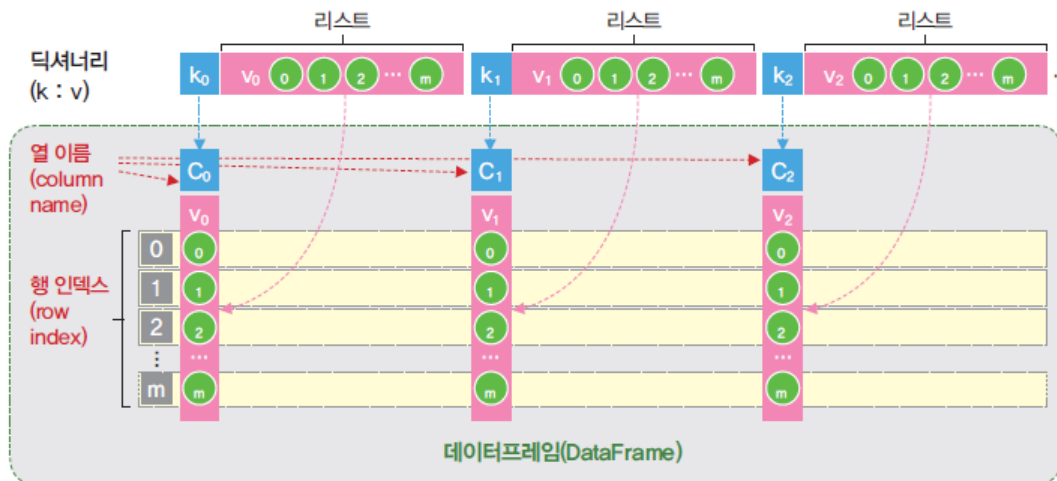 리스트 리스트 리스트
딕셔너리
(k : v)
k₀ v₀ 0 1 2 ··· m k₁ v₁ 0 1 2 ··· m k₂ v₂ 0 1 2 ··· m
열 이름
(column
name)
C₀ C₁ C₂
v₀ v₁ v₂
행 인덱스
(row
index)
0 0 0 0
1 1 1 1
2 2 2 2
⋮ ··· ··· ···
m m m m
데이터프레임(DataFrame)